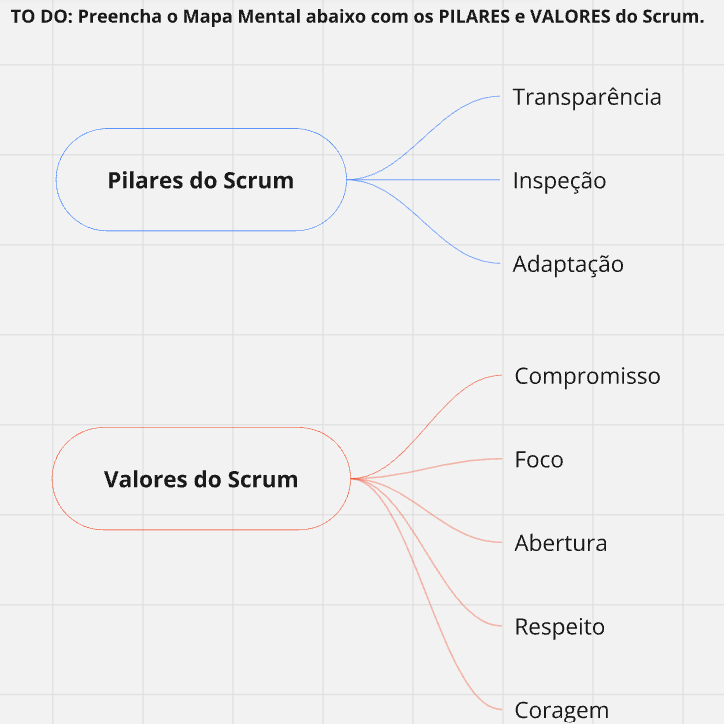 TO DO: Preencha o Mapa Mental abaixo com os PILARES e VALORES do Scrum.
Pilares do Scrum
Transparência
Inspeção
Adaptação
Valores do Scrum
Compromisso
Foco
Abertura
Respeito
Coragem